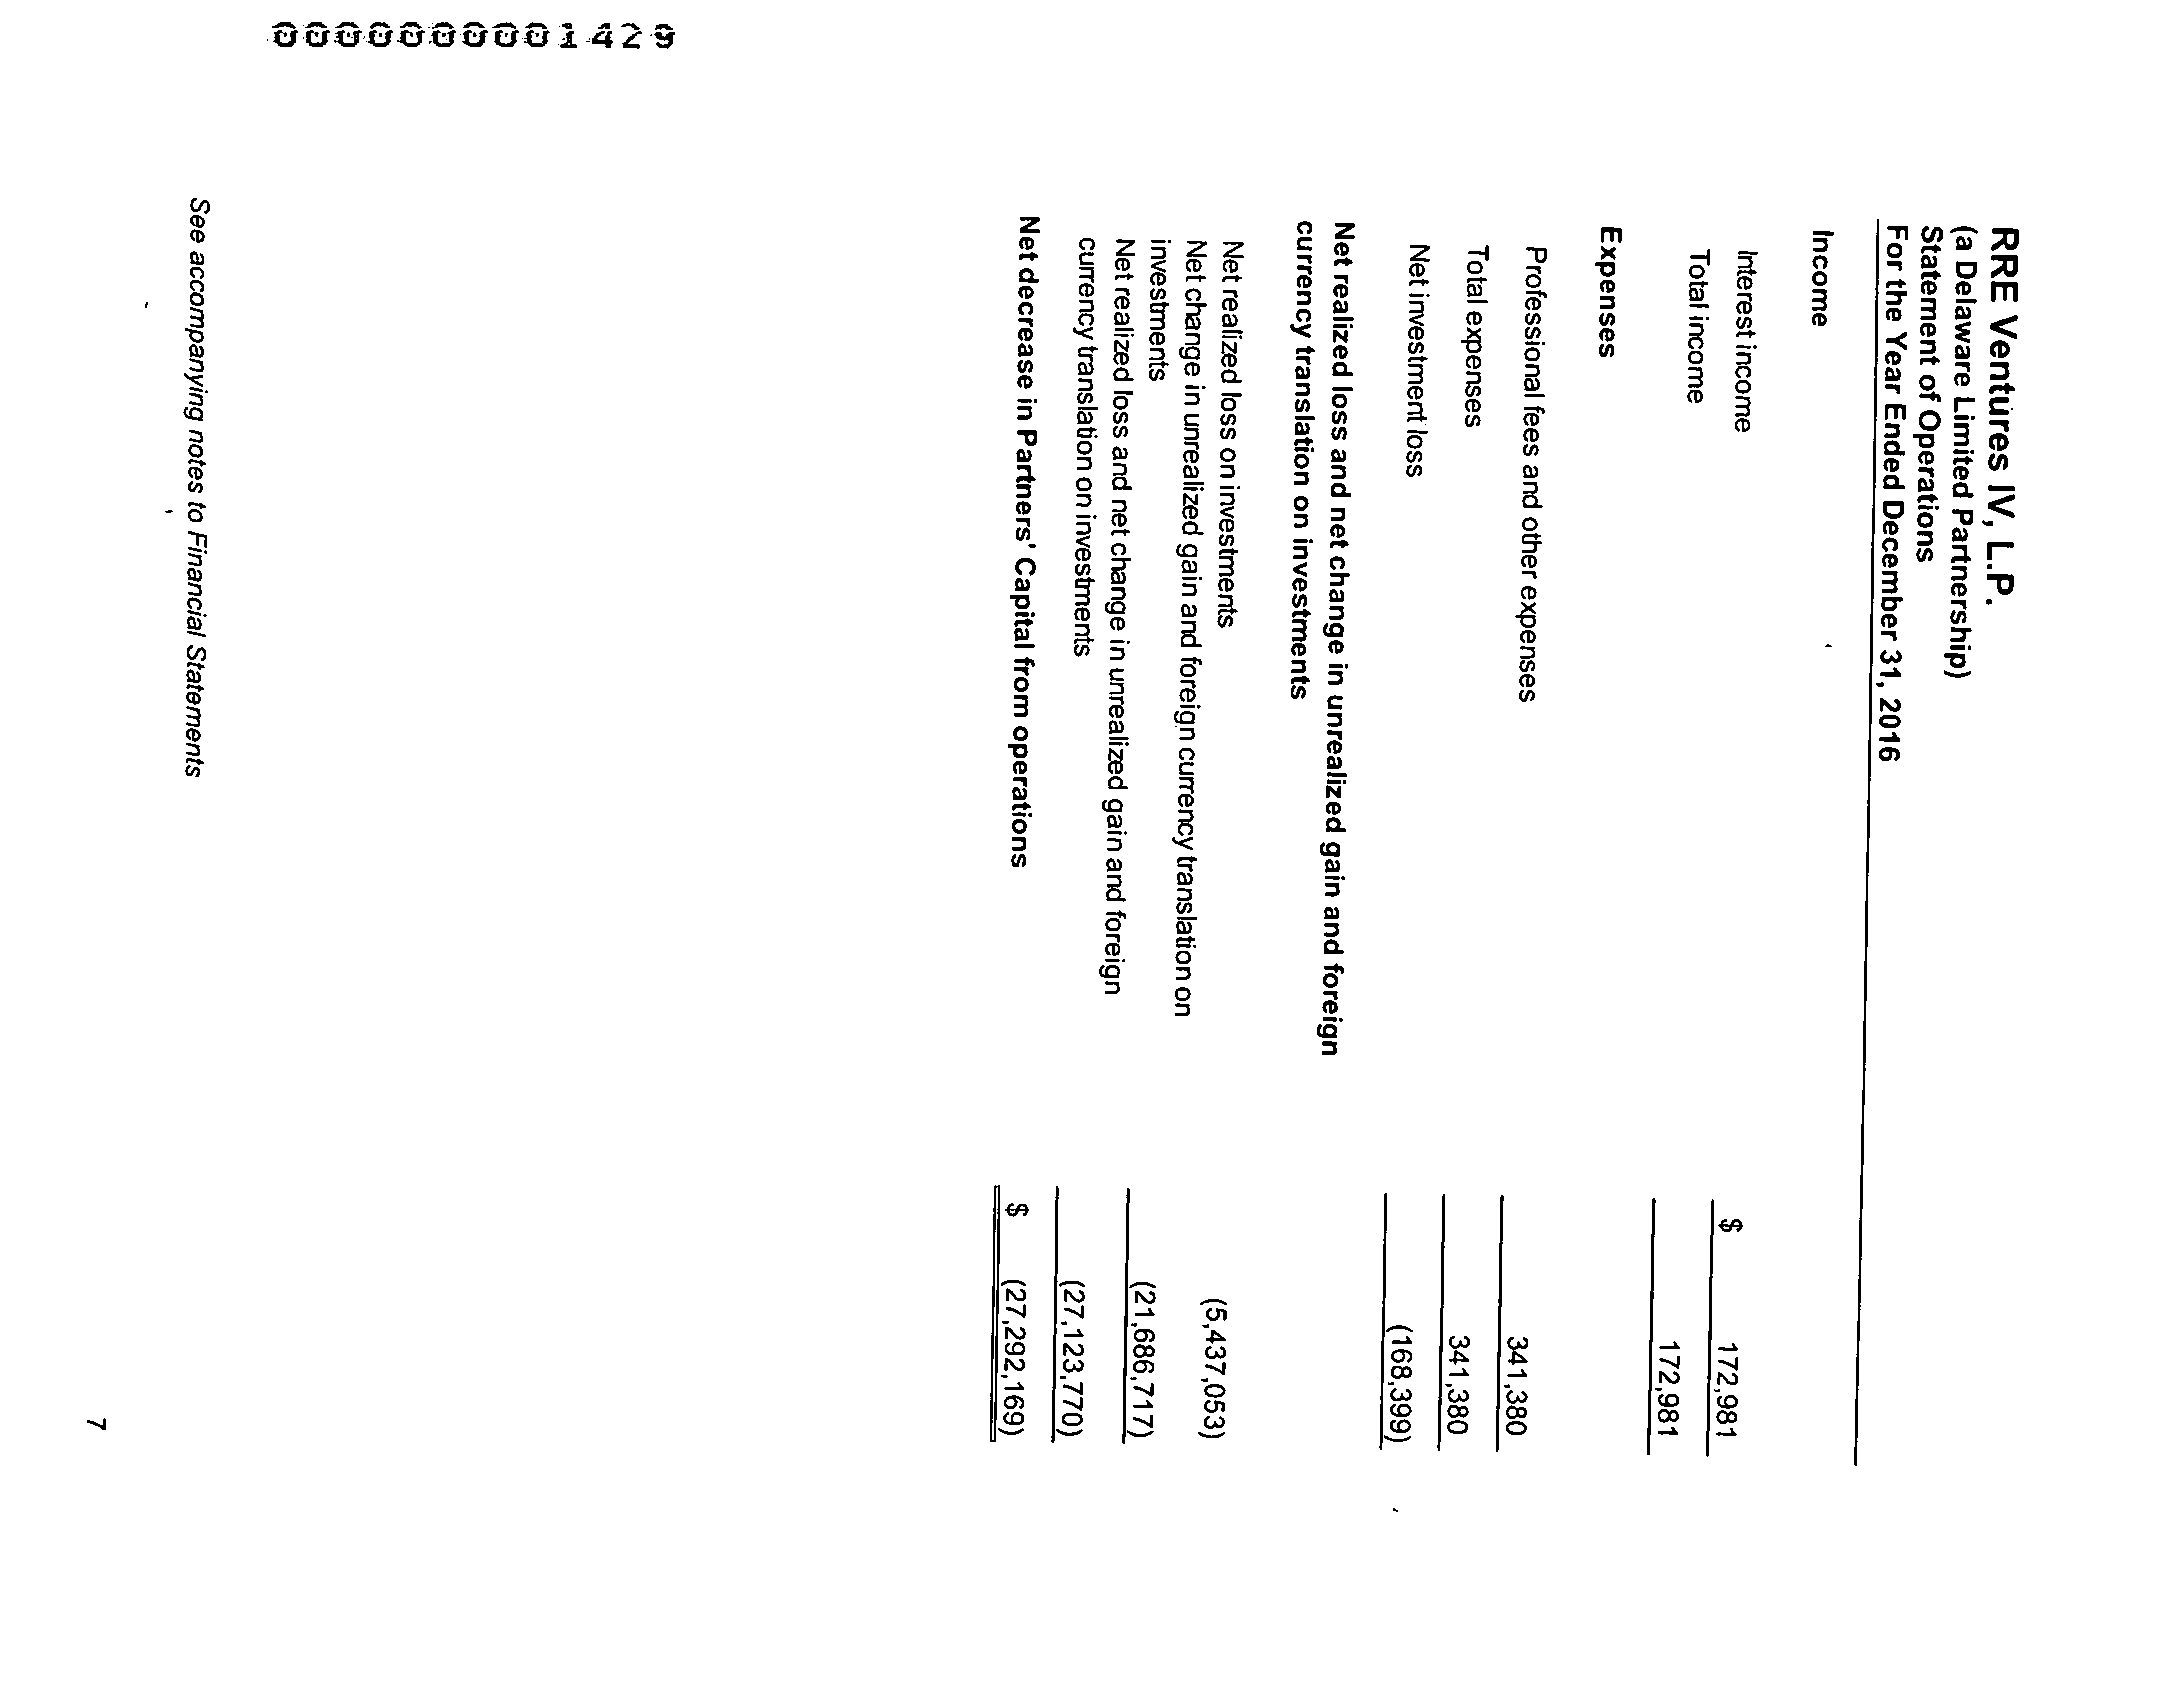 RRE Ventures IV, L.P.
(a Delaware Limited Partnership)
Statement of Operations
For the Year Ended December 31, 2016
Income
Interest income $ 172,981
Total income 172,981
Expenses
Professional fees and other expenses 341,380
Total expenses 341,380
Net investment loss (168,399)
Net realized loss and net change in unrealized gain and foreign
currency translation on investments
Net realized loss on investments (5,437,053)
Net change in unrealized gain and foreign currency translation on
investments (21,686,717)
Net realized loss and net change in unrealized gain and foreign
currency translation on investments (27,123,770)
Net decrease in Partners' Capital from operations $ (27,292,169)
See accompanying notes to Financial Statements
7
0000000001429